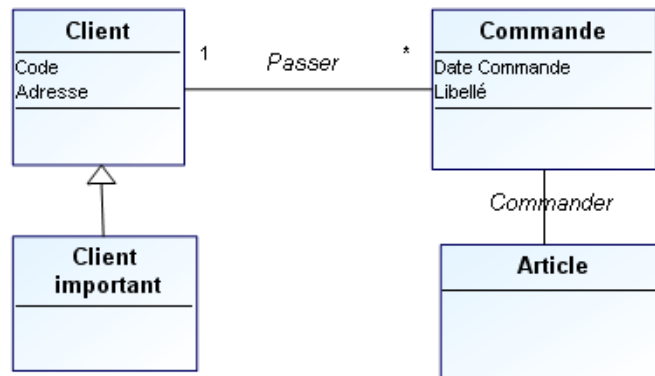 Client
Code
Adresse
1
Passer
*
Commande
Date Commande
Libellé
Commander
Client
important
Article